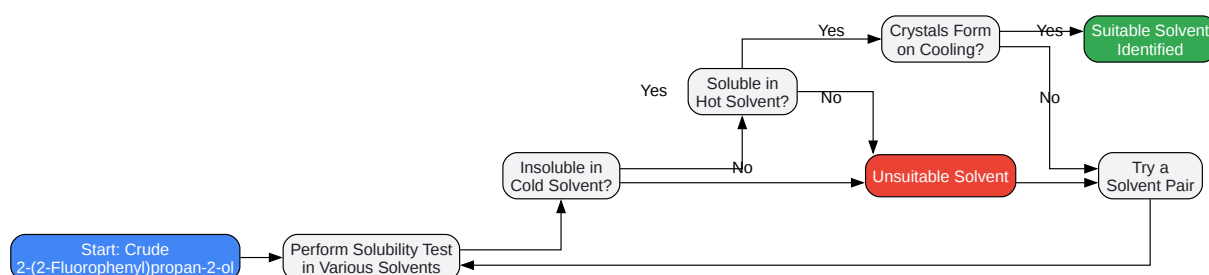 Start: Crude
2-(2-Fluorophenyl)propan-2-ol
Perform Solubility Test
in Various Solvents
Insoluble in
Cold Solvent?
Yes
No
Soluble in
Hot Solvent?
Yes
No
Crystals Form
on Cooling?
Yes
No
Suitable Solvent
Identified
Unsuitable Solvent
Try a
Solvent Pair